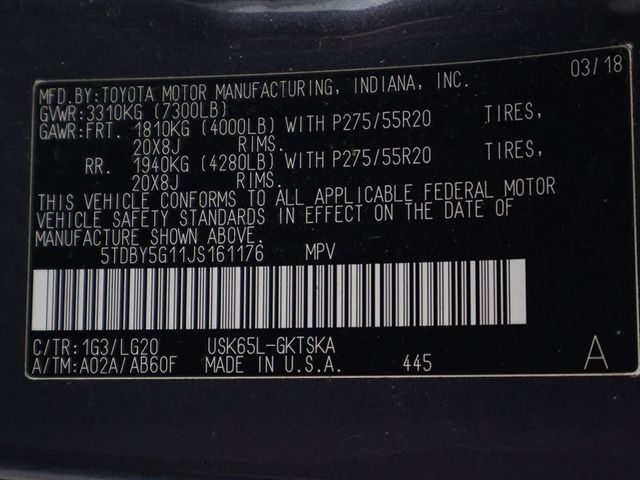 MFD.BY:TOYOTA MOTOR MANUFACTURING, INDIANA, INC. 03/18
GVWR:3310KG (7300LB)
GAWR:FRT. 1810KG (4000LB) WITH P275/55R20 TIRES,
20X8J RIMS.
RR. 1940KG (4280LB) WITH P275/55R20 TIRES,
20X8J RIMS.
THIS VEHICLE CONFORMS TO ALL APPLICABLE FEDERAL MOTOR
VEHICLE SAFETY STANDARDS IN EFFECT ON THE DATE OF
MANUFACTURE SHOWN ABOVE.
5TDBY5G11JS161176 MPV
C/TR:1G3/LG20 USK65L-GKTSKA
A/TM:A02A/AB60F MADE IN U.S.A. 445 A